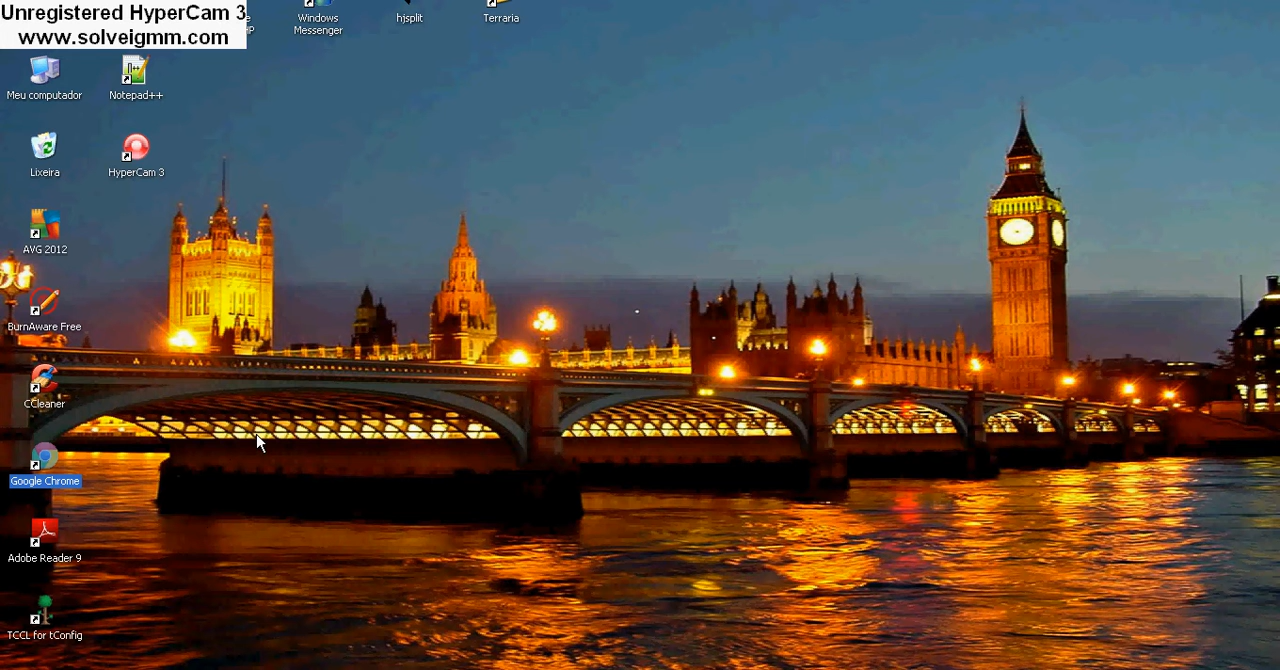 Unregistered HyperCam 3
www.solveigmm.com
Windows
Messenger
hjsplit
Terraria
Meu computador
Notepad++
Lixeira
HyperCam 3
AVG 2012
BurnAware Free
CCleaner
Google Chrome
Adobe Reader 9
TCCL for tConfig